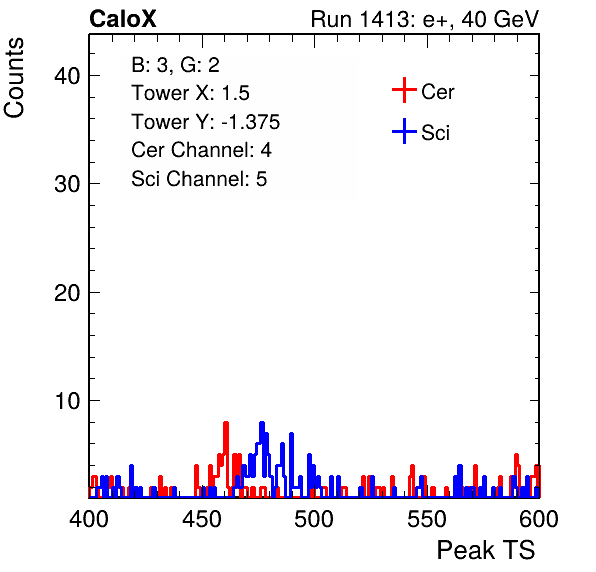 CaloX Run 1413: e+, 40 GeV
Counts
B: 3, G: 2
Tower X: 1.5
Tower Y: -1.375
Cer Channel: 4
Sci Channel: 5
Cer
Sci
40
30
20
10
400 450 500 550 600
Peak TS